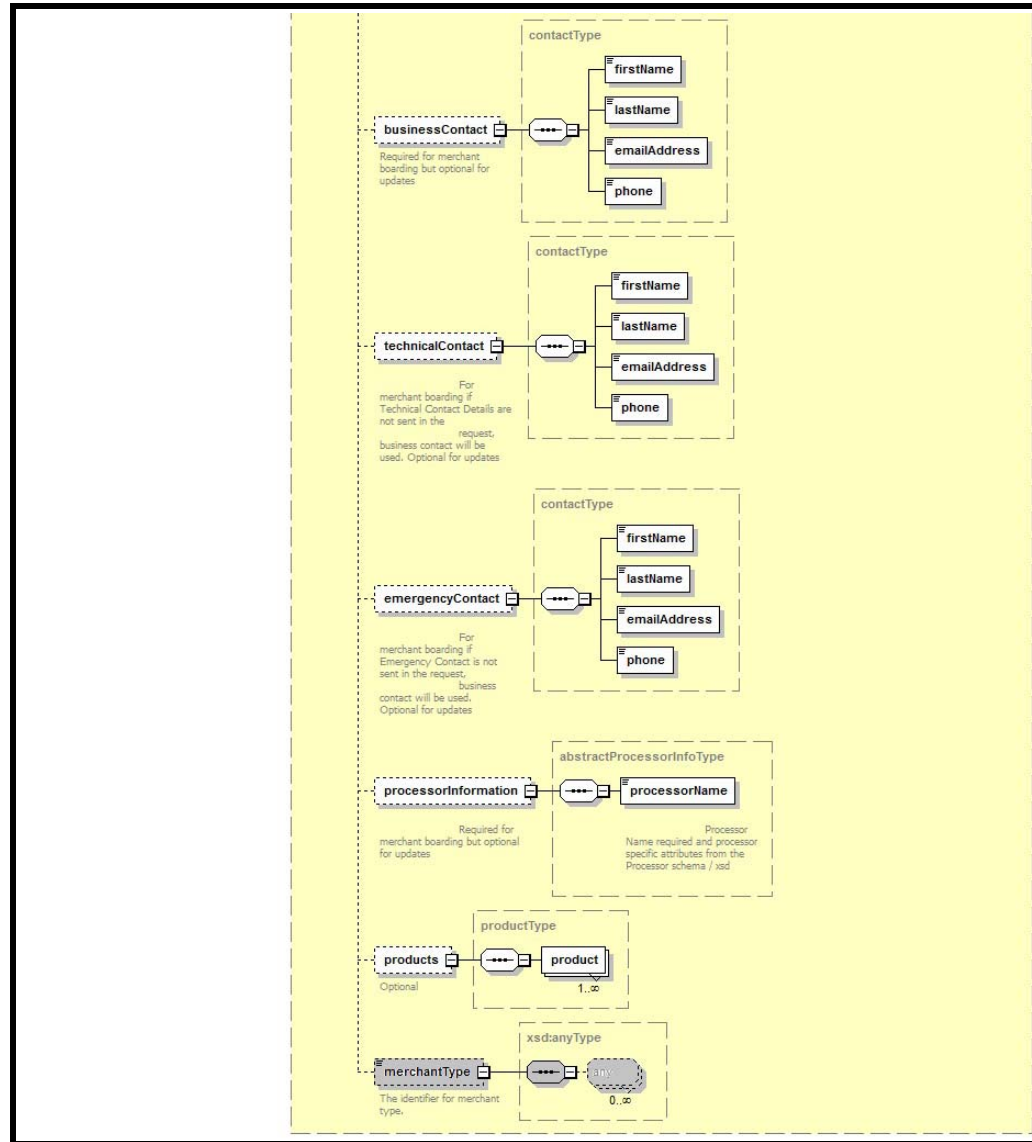 contactType
firstName
lastName
businessContact
emailAddress
Required for merchant
boarding but optional for
updates
phone
contactType
firstName
lastName
technicalContact
emailAddress
phone
For
merchant boarding if
Technical Contact Details are
not sent in the
request,
business contact will be
used. Optional for updates
contactType
firstName
lastName
emergencyContact
emailAddress
phone
For
merchant boarding if
Emergency Contact is not
sent in the request,
business
contact will be used.
Optional for updates
abstractProcessorInfoType
processorInformation
processorName
Required for
merchant boarding but optional
for updates
Processor
Name required and processor
specific attributes from the
Processor schema / xsd
productType
products
product
Optional
1..∞
xsd:anyType
merchantType
any
The identifier for merchant
type.
0..∞